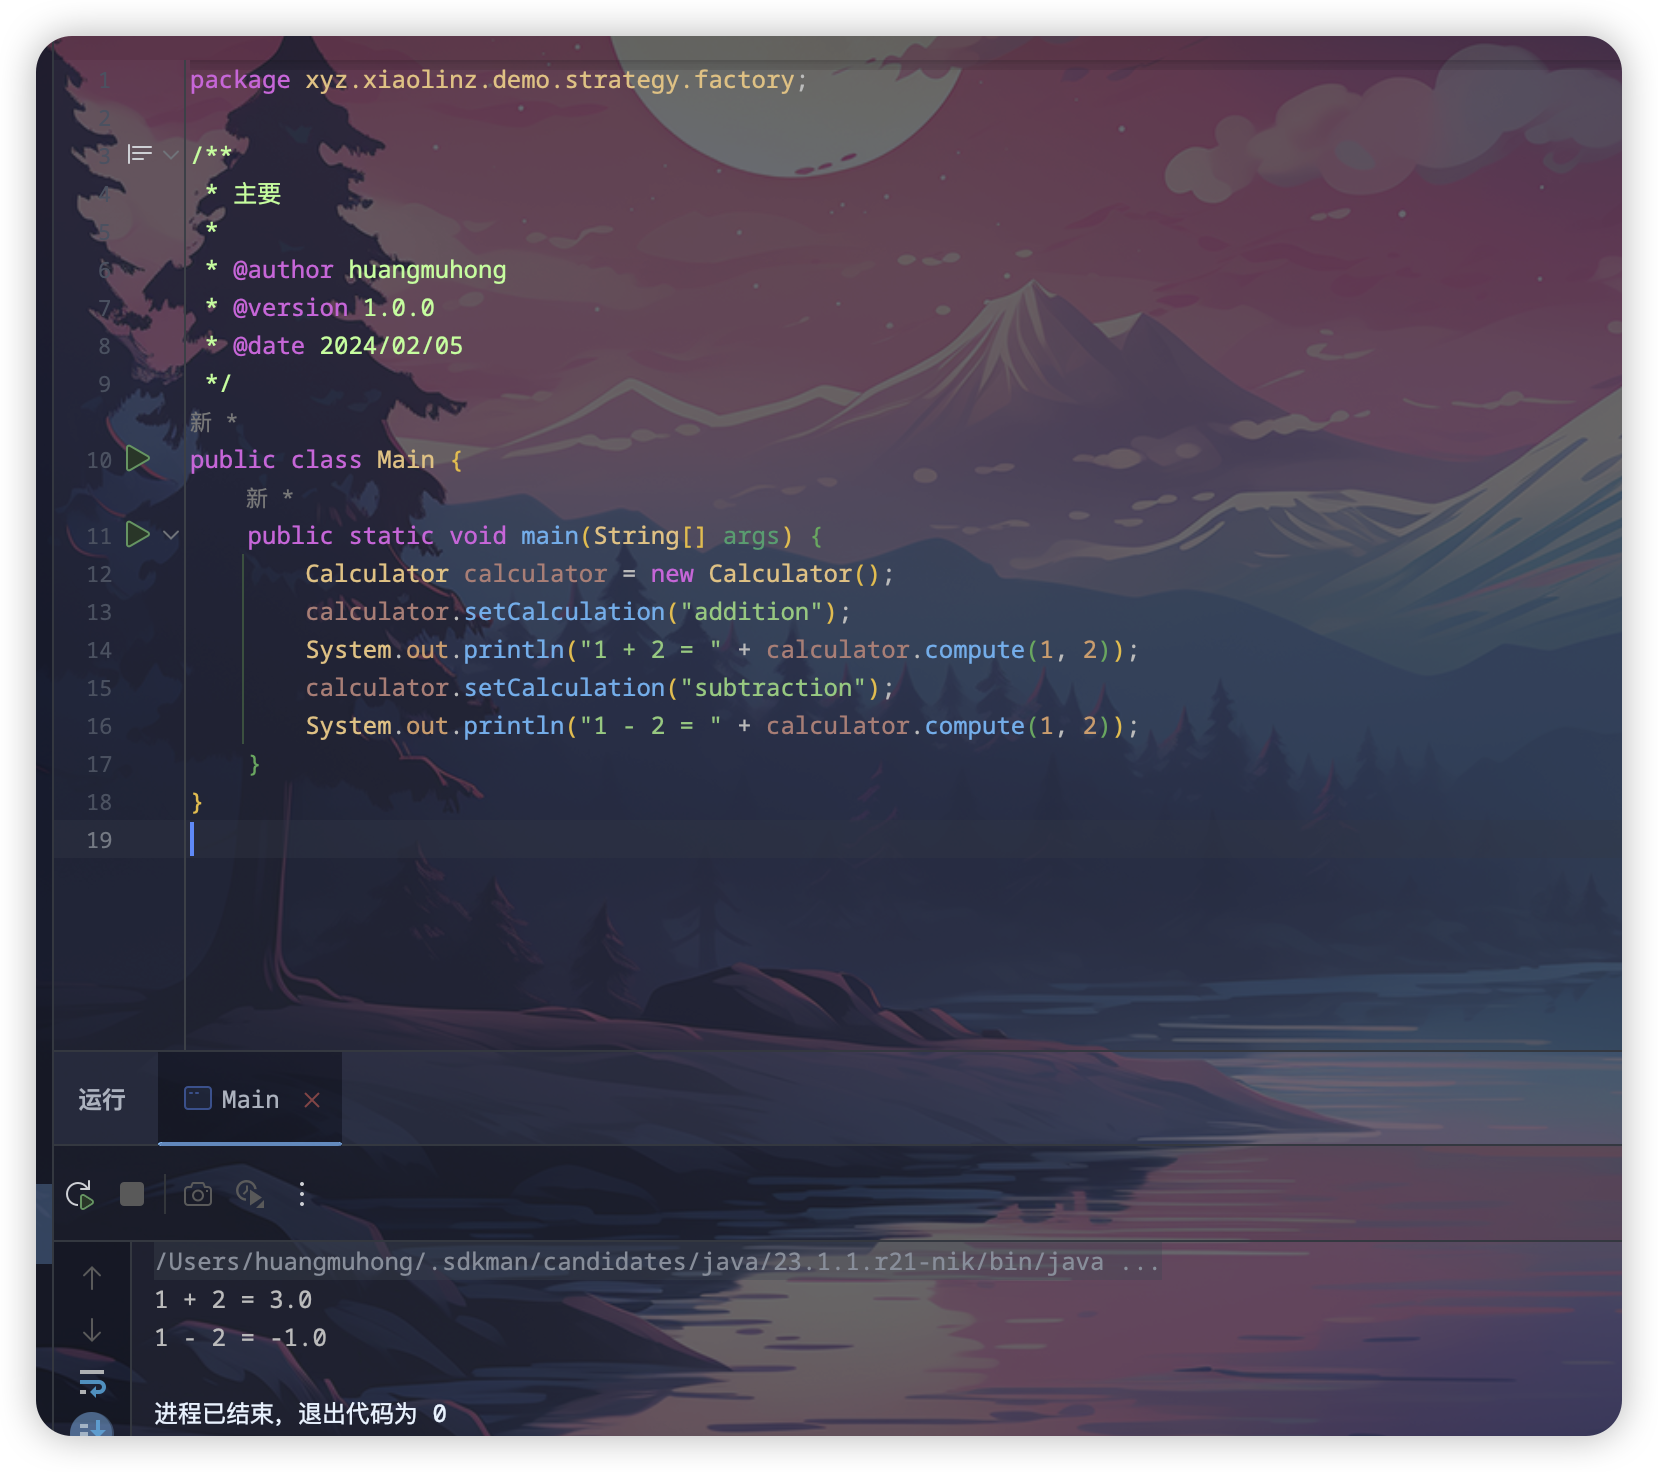 1 package xyz.xiaolinz.demo.strategy.factory;
2
3 /**
4 * 主要
5 *
6 * @author huangmuhong
7 * @version 1.0.0
8 * @date 2024/02/05
9 */
新 *
10 public class Main {
新 *
11 public static void main(String[] args) {
12 Calculator calculator = new Calculator();
13 calculator.setCalculation("addition");
14 System.out.println("1 + 2 = " + calculator.compute(1, 2));
15 calculator.setCalculation("subtraction");
16 System.out.println("1 - 2 = " + calculator.compute(1, 2));
17 }
18 }
19
运行 Main
/Users/huangmuhong/.sdkman/candidates/java/23.1.1.r21-nik/bin/java ...
1 + 2 = 3.0
1 - 2 = -1.0
进程已结束，退出代码为 0